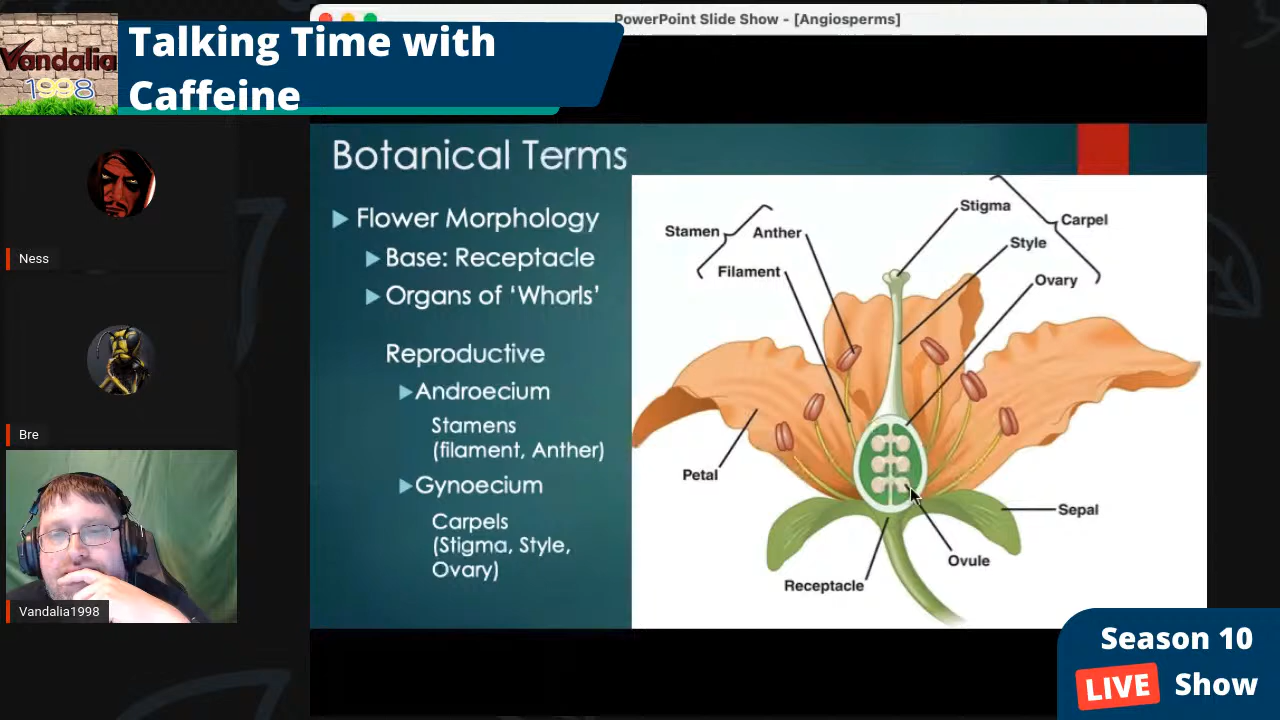 PowerPoint Slide Show - [Angiosperms]
Vandalia
1998
Talking Time with
Caffeine
Ness
Bre
Vandalia1998
Botanical Terms
Flower Morphology
Base: Receptacle
Organs of ‘Whorls’
Reproductive
Androecium
Stamens
(filament, Anther)
Gynoecium
Carpels
(Stigma, Style,
Ovary)
Stigma
Carpel
Stamen
Anther
Style
Filament
Ovary
Petal
Sepal
Ovule
Receptacle
Season 10
LIVE Show